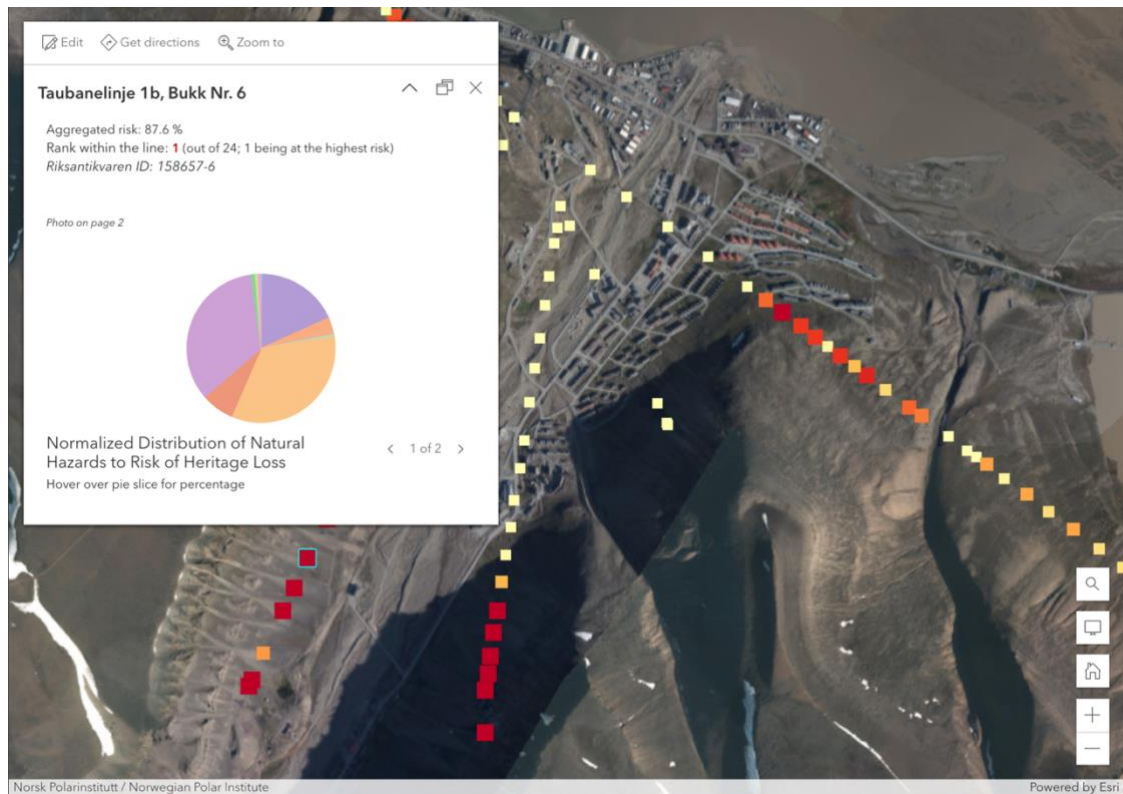 Edit Get directions Zoom to
Taubanelinje 1b, Bukk Nr. 6
Aggregated risk: 87.6 %
Rank within the line: 1 (out of 24; 1 being at the highest risk)
Riksantikvaren ID: 158657-6
Photo on page 2
Normalized Distribution of Natural
Hazards to Risk of Heritage Loss
1 of 2
Hover over pie slice for percentage
Norsk Polarinstitutt / Norwegian Polar Institute
Powered by Esri